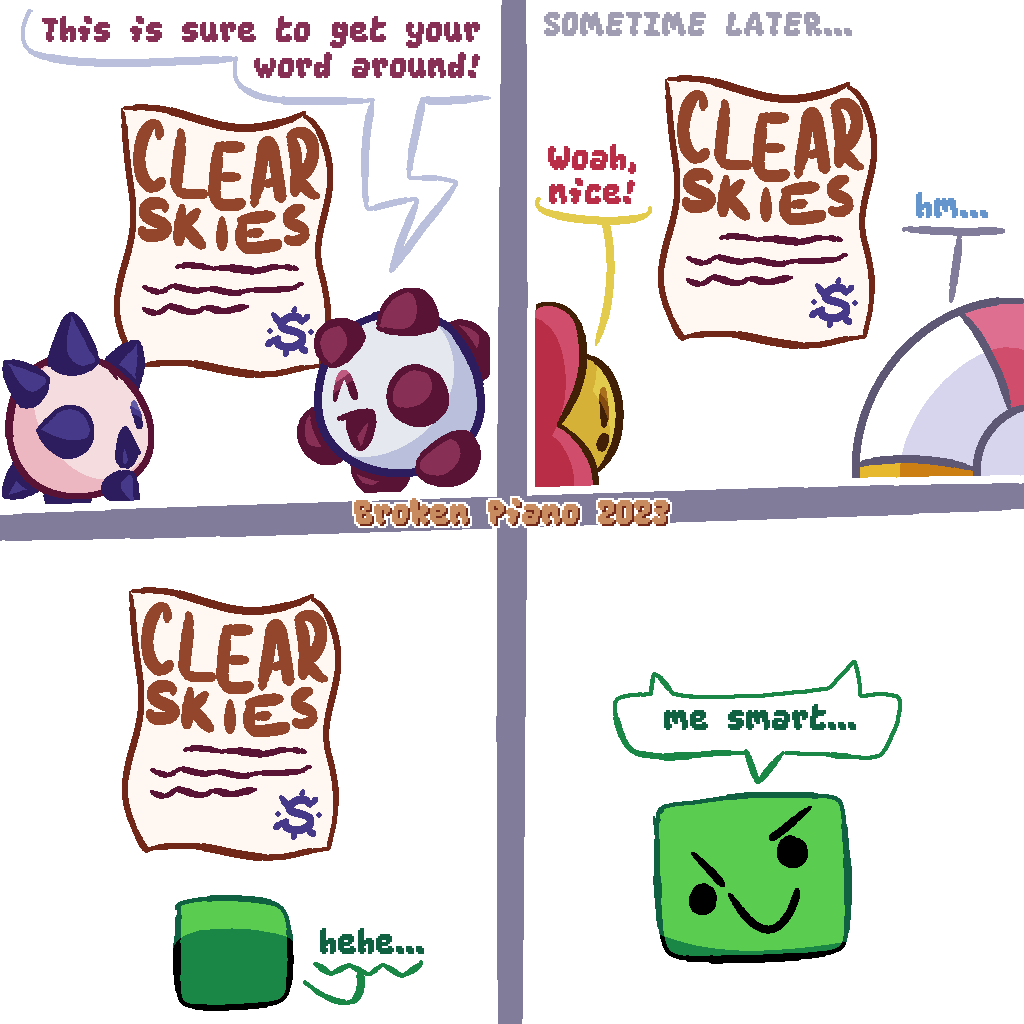 This is sure to get your
word around!
CLEAR
SKIES
$
SOMETIME LATER...
Woah,
nice!
CLEAR
SKIES
$
hm...
Broken Piano 2023
CLEAR
SKIES
$
hehe...
me smart...